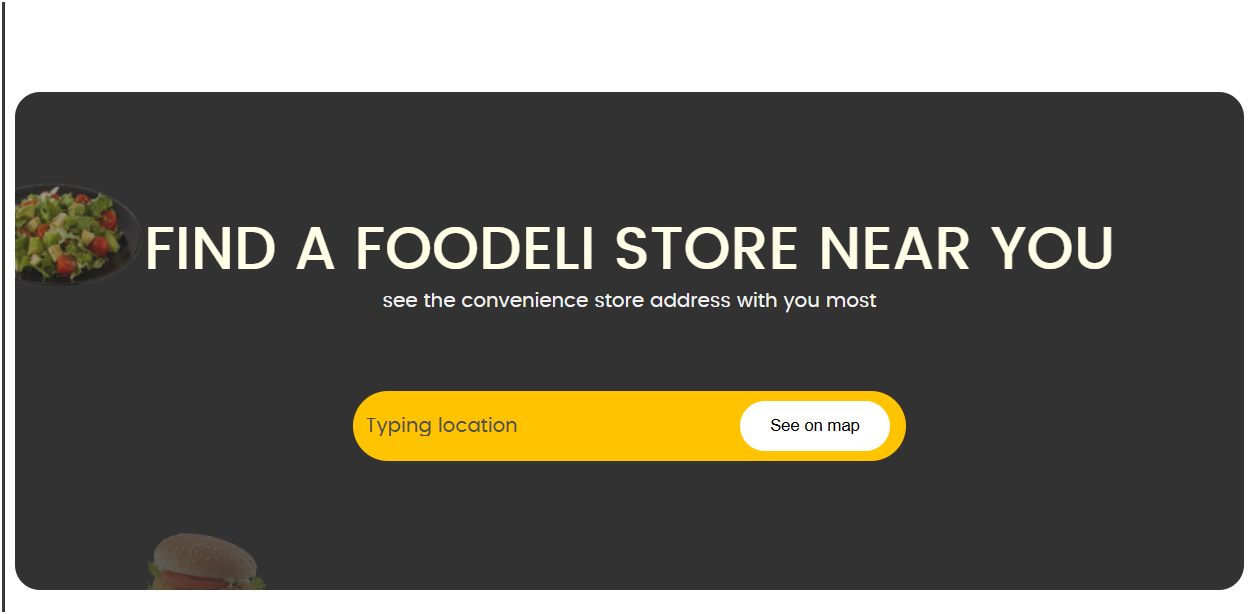 FIND A FOODELI STORE NEAR YOU
see the convenience store address with you most
Typing location
See on map